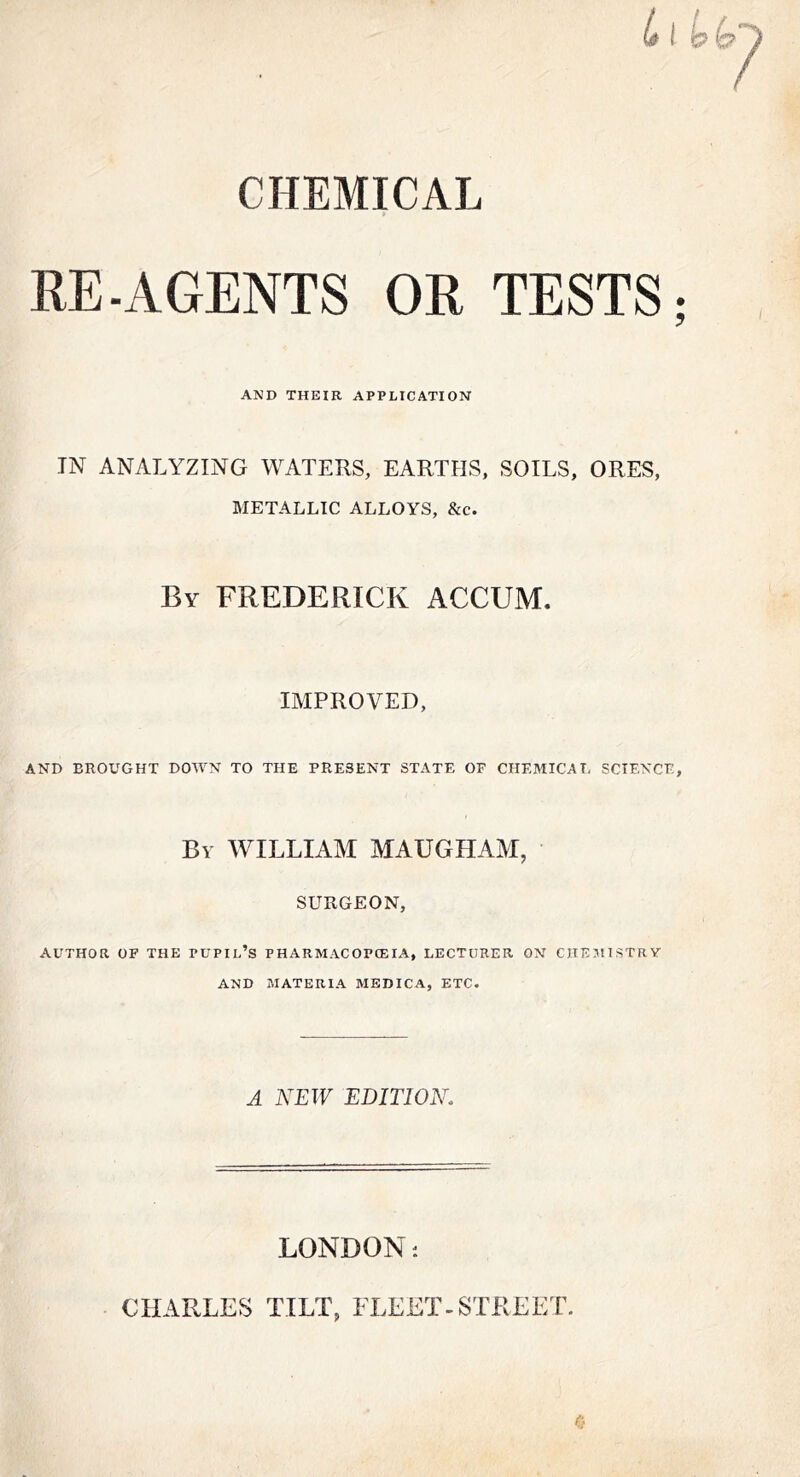 61667
CHEMICAL
RE-AGENTS OR TESTS;
AND THEIR APPLICATION
IN ANALYZING WATERS, EARTHS, SOILS, ORES,
METALLIC ALLOYS, &c.
By FREDERICK ACCUM.
IMPROVED,
AND BROUGHT DOWN TO THE PRESENT STATE OF CHEMICAL SCIENCE,
By WILLIAM MAUGHAM,
SURGEON,
AUTHOR OF THE PUPIL'S PHARMACOPŒIA, LECTURER ON CHEMISTRY
AND MATERIA MEDICA, ETC.
A NEW EDITION.
LONDON:
CHARLES TILT, FLEET-STREET.